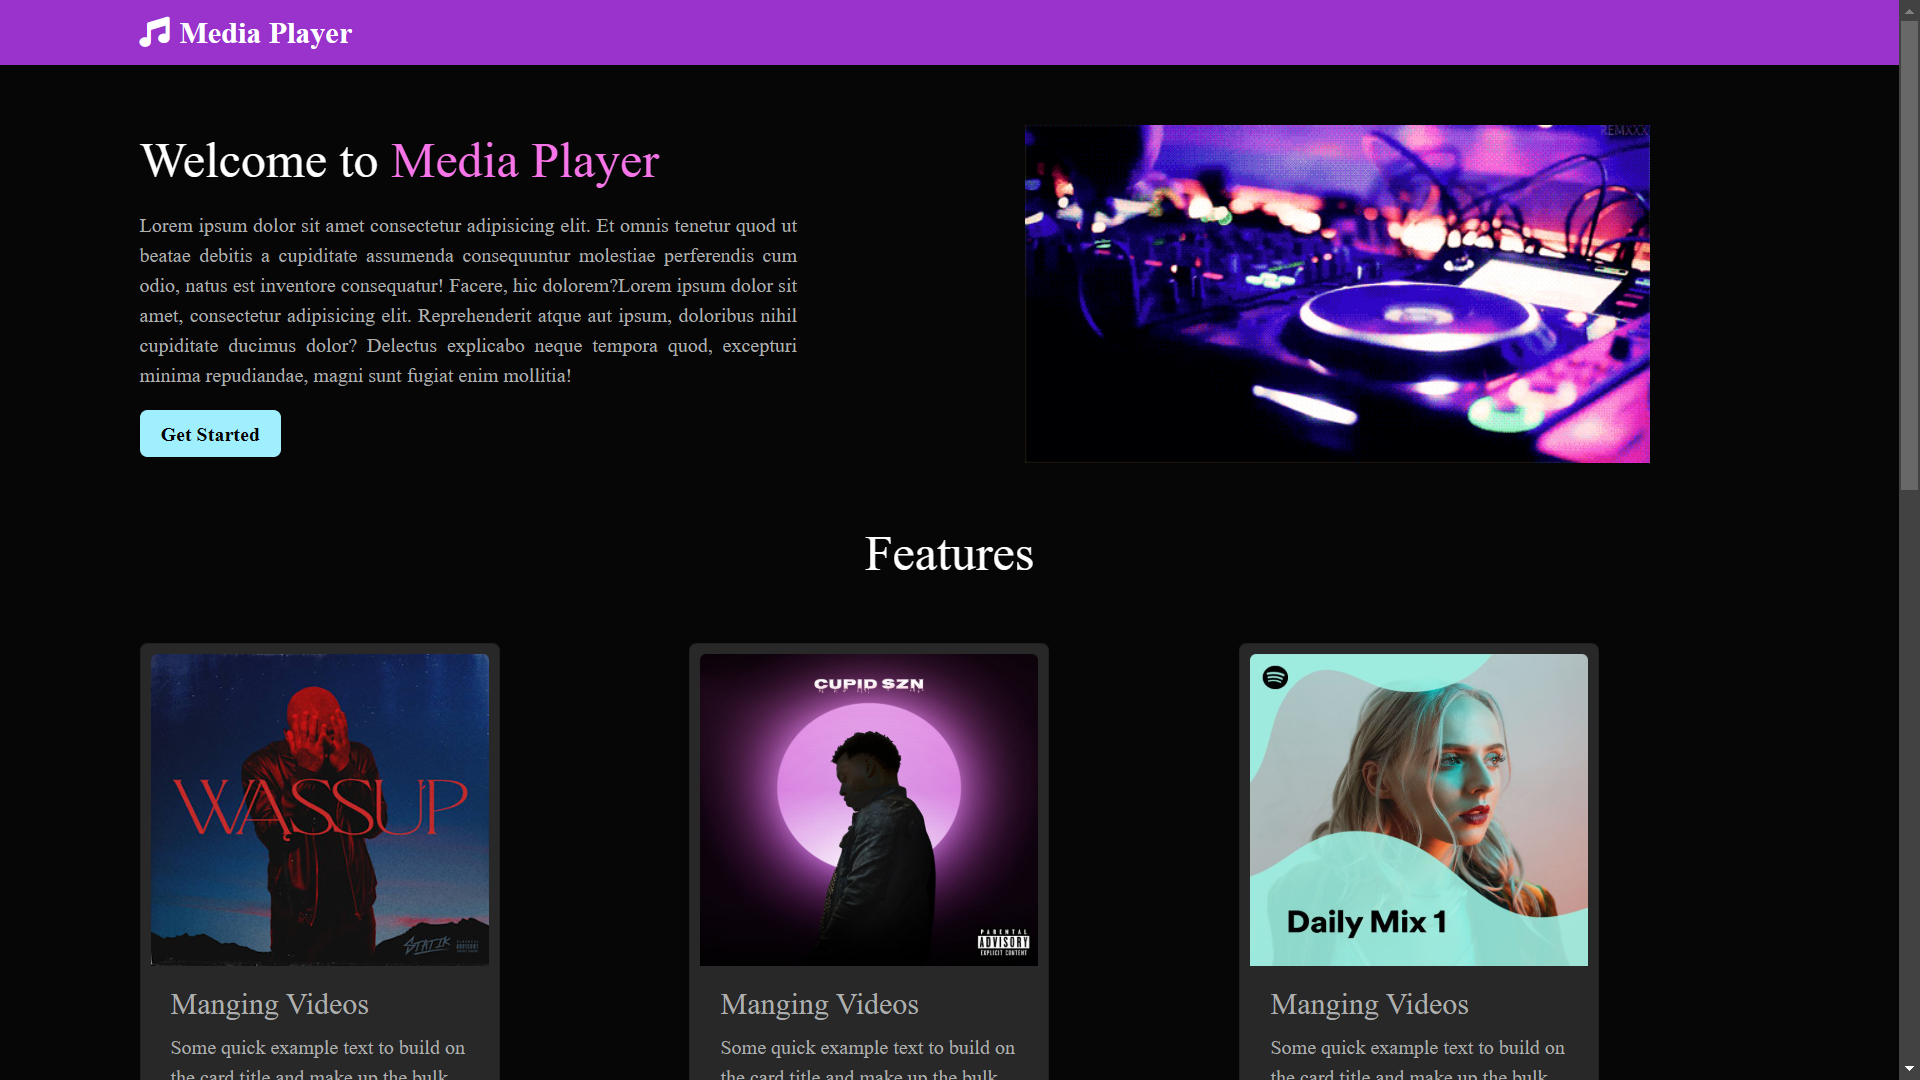 Media Player
Welcome to Media Player
REMXXX
Lorem ipsum dolor sit amet consectetur adipisicing elit. Et omnis tenetur quod ut
beatae debitis a cupiditate assumenda consequuntur molestiae perferendis cum
odio, natus est inventore consequatur! Facere, hic dolorem?Lorem ipsum dolor sit
amet, consectetur adipisicing elit. Reprehenderit atque aut ipsum, doloribus nihil
cupiditate ducimus dolor? Delectus explicabo neque tempora quod, excepturi
minima repudiandae, magni sunt fugiat enim mollitia!
Get Started
Features
WASSUP
STATIK
PARENTAL
ADVISORY
CUPID $ZN
PARENTAL
ADVISORY
EXPLICIT CONTENT
Daily Mix 1
Manging Videos
Some quick example text to build on
the card title and make up the bulk
Manging Videos
Some quick example text to build on
the card title and make up the bulk
Manging Videos
Some quick example text to build on
the card title and make up the bulk